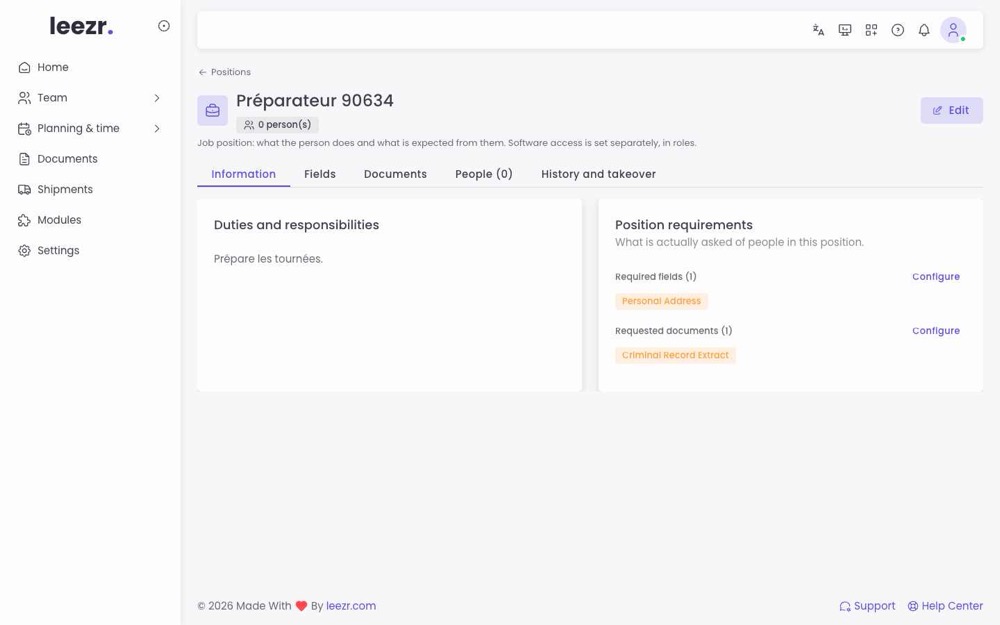 leezr.
Home
Team
Planning & time
Documents
Shipments
Modules
Settings
← Positions
Préparateur 90634
0 person(s)
Edit
Job position: what the person does and what is expected from them. Software access is set separately, in roles.
Information
Fields
Documents
People (0)
History and takeover
Duties and responsibilities
Prépare les tournées.
Position requirements
What is actually asked of people in this position.
Required fields (1)
Configure
Personal Address
Requested documents (1)
Configure
Criminal Record Extract
© 2026 Made With ❤️ By leezr.com
Support
Help Center